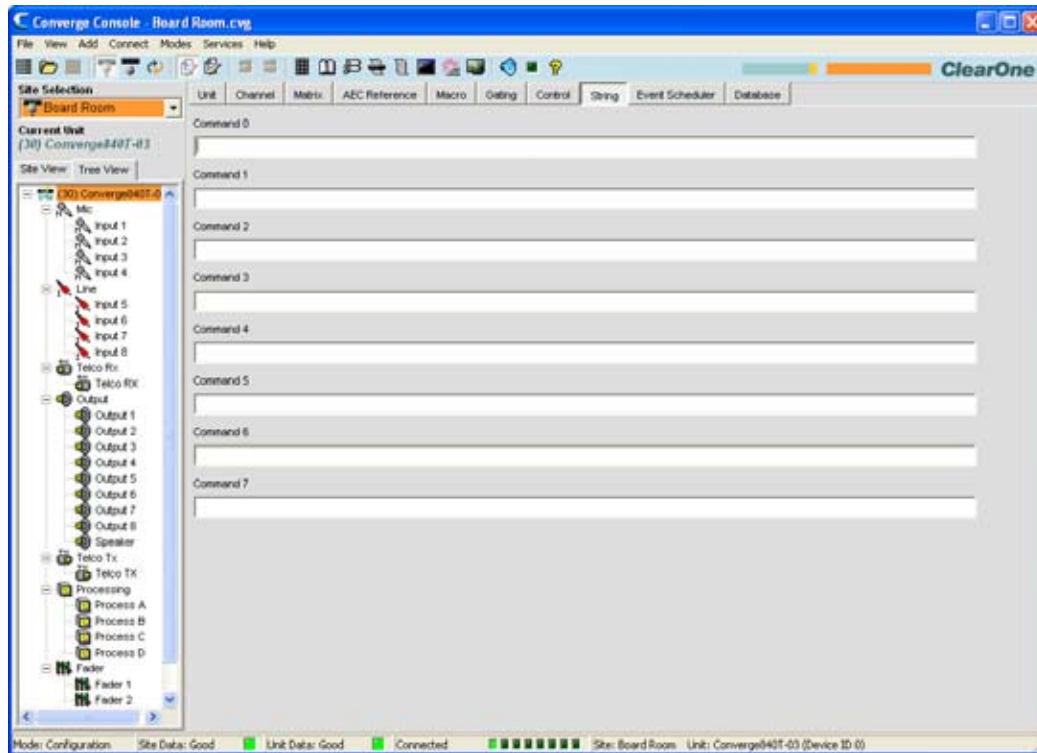 Converge Console - Board Room.cvg
File View Add Connect Modes Services Help
ClearOne
Site Selection
Board Room
Current Unit
(30) Converge840T-03
Site View Tree View
Unit Channel Matrix AEC Reference Macro Gating Control String Event Scheduler Database
(30) Converge840T-0
Mic
Input 1
Input 2
Input 3
Input 4
Line
Input 5
Input 6
Input 7
Input 8
Telco Rx
Telco RX
Output
Output 1
Output 2
Output 3
Output 4
Output 5
Output 6
Output 7
Output 8
Speaker
Telco Tx
Telco TX
Processing
Process A
Process B
Process C
Process D
Fader
Fader 1
Fader 2
Command 0
Command 1
Command 2
Command 3
Command 4
Command 5
Command 6
Command 7
Mode: Configuration Site Data: Good Unit Data: Good Connected Site: Board Room Unit: Converge840T-03 (Device ID 0)